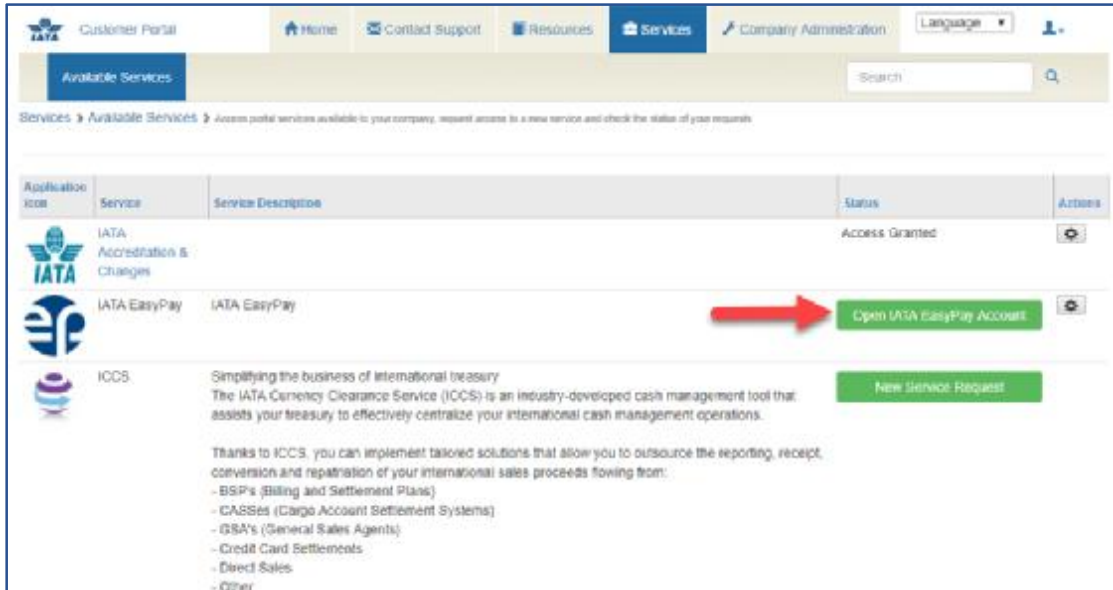 IATA
Customer Portal
Home
Contact Support
Resources
Services
Company Administration
Language
Available Services
Search
Services > Available Services > Access portal services available to your company, request access to a new service and check the status of your requests
Application
Icon
Service
Service Description
Status
Actions
IATA
IATA
Accreditation &
Changes
Access Granted
ep
IATA EasyPay
IATA EasyPay
Open IATA EasyPay Account
ICCS
Simplifying the business of international treasury
New Service Request
The IATA Currency Clearance Service (ICCS) is an industry-developed cash management tool that
assists your treasury to effectively centralize your international cash management operations.
Thanks to ICCS, you can implement tailored solutions that allow you to outsource the reporting, receipt,
conversion and repatriation of your international sales proceeds flowing from:
- BSP's (Billing and Settlement Plans)
- CASSes (Cargo Account Settlement Systems)
- GSA's (General Sales Agents)
- Credit Card Settlements
- Direct Sales
- Other